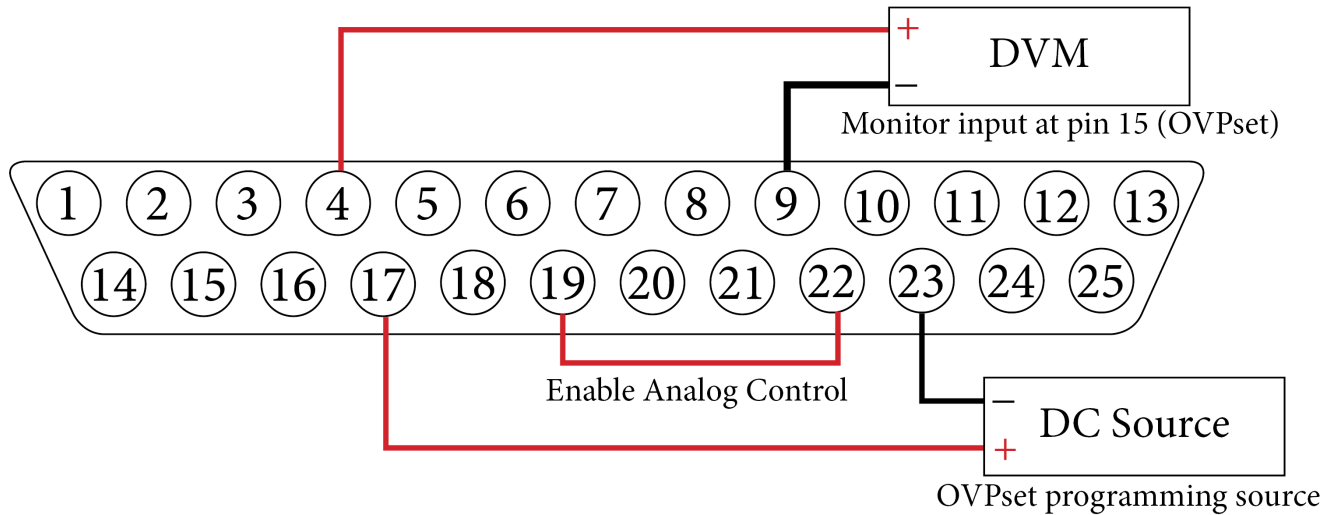 +
DVM
−
Monitor input at pin 15 (OVPset)
1 2 3 4 5 6 7 8 9 10 11 12 13
14 15 16 17 18 19 20 21 22 23 24 25
Enable Analog Control
−
DC Source
+
OVPset programming source